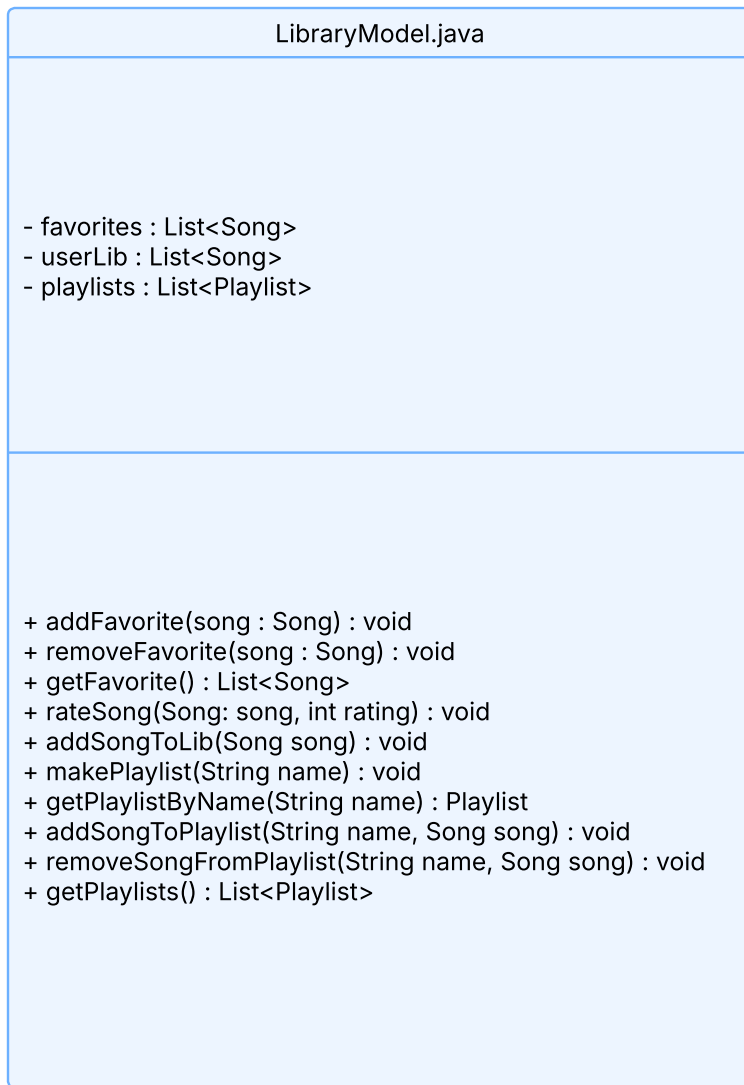 LibraryModel.java
- favorites : List<Song>
- userLib : List<Song>
- playlists : List<Playlist>
+ addFavorite(song : Song) : void
+ removeFavorite(song : Song) : void
+ getFavorite() : List<Song>
+ rateSong(Song: song, int rating) : void
+ addSongToLib(Song song) : void
+ makePlaylist(String name) : void
+ getPlaylistByName(String name) : Playlist
+ addSongToPlaylist(String name, Song song) : void
+ removeSongFromPlaylist(String name, Song song) : void
+ getPlaylists() : List<Playlist>